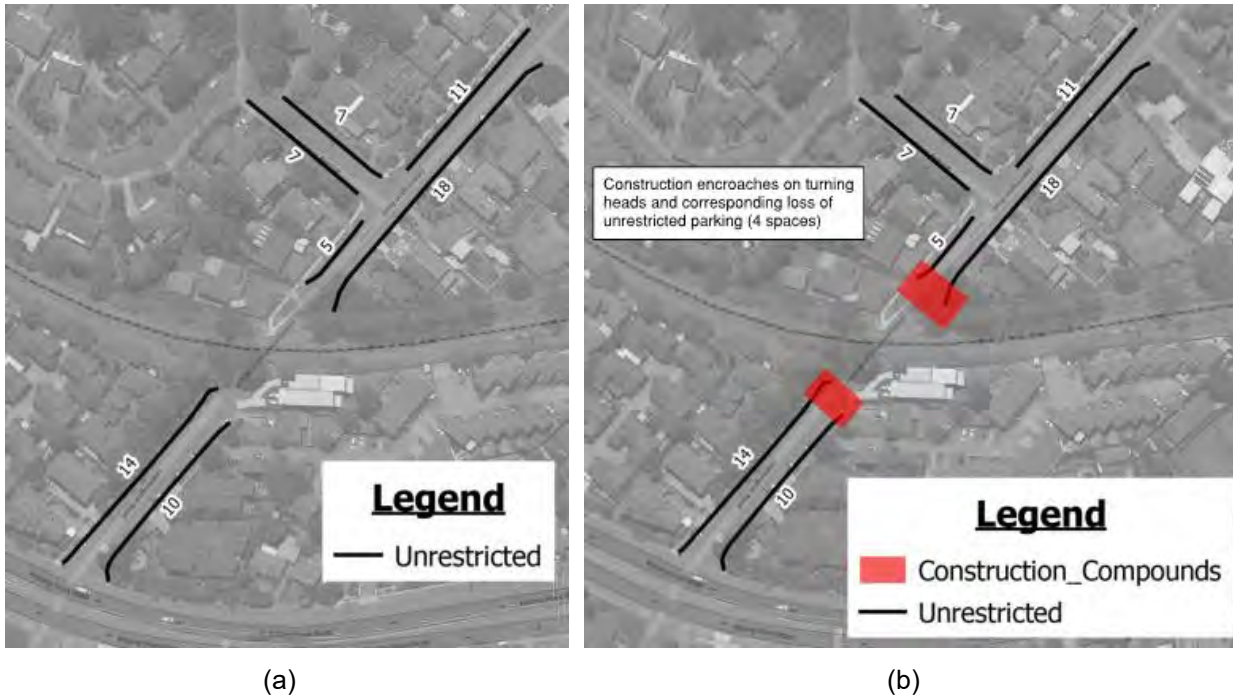 11
7
7
18
5
14
10
Legend
Unrestricted
(a)
11
7
7
18
Construction encroaches on turning
heads and corresponding loss of
unrestricted parking (4 spaces)
5
14
10
Legend
Construction_Compounds
Unrestricted
(b)